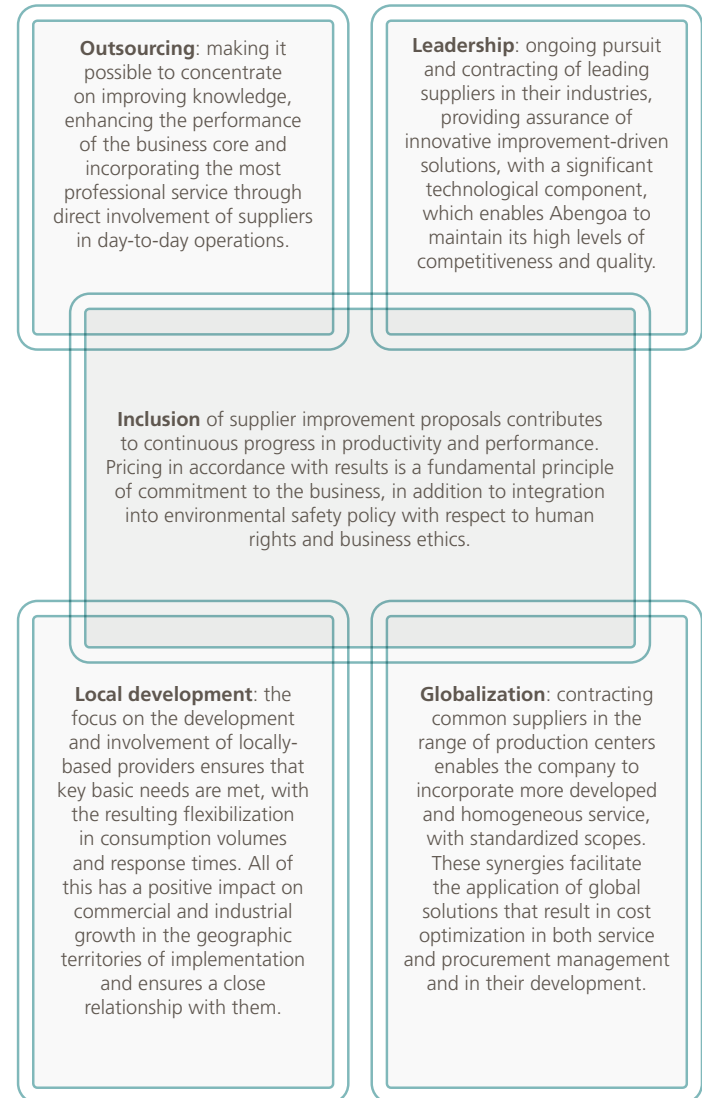 Outsourcing: making it
possible to concentrate
on improving knowledge,
enhancing the performance
of the business core and
incorporating the most
professional service through
direct involvement of suppliers
in day-to-day operations.
Leadership: ongoing pursuit
and contracting of leading
suppliers in their industries,
providing assurance of
innovative improvement-driven
solutions, with a significant
technological component,
which enables Abengoa to
maintain its high levels of
competitiveness and quality.
Inclusion of supplier improvement proposals contributes
to continuous progress in productivity and performance.
Pricing in accordance with results is a fundamental principle
of commitment to the business, in addition to integration
into environmental safety policy with respect to human
rights and business ethics.
Local development: the
focus on the development
and involvement of locally-
based providers ensures that
key basic needs are met, with
the resulting flexibilization
in consumption volumes
and response times. All of
this has a positive impact on
commercial and industrial
growth in the geographic
territories of implementation
and ensures a close
relationship with them.
Globalization: contracting
common suppliers in the
range of production centers
enables the company to
incorporate more developed
and homogeneous service,
with standardized scopes.
These synergies facilitate
the application of global
solutions that result in cost
optimization in both service
and procurement management
and in their development.